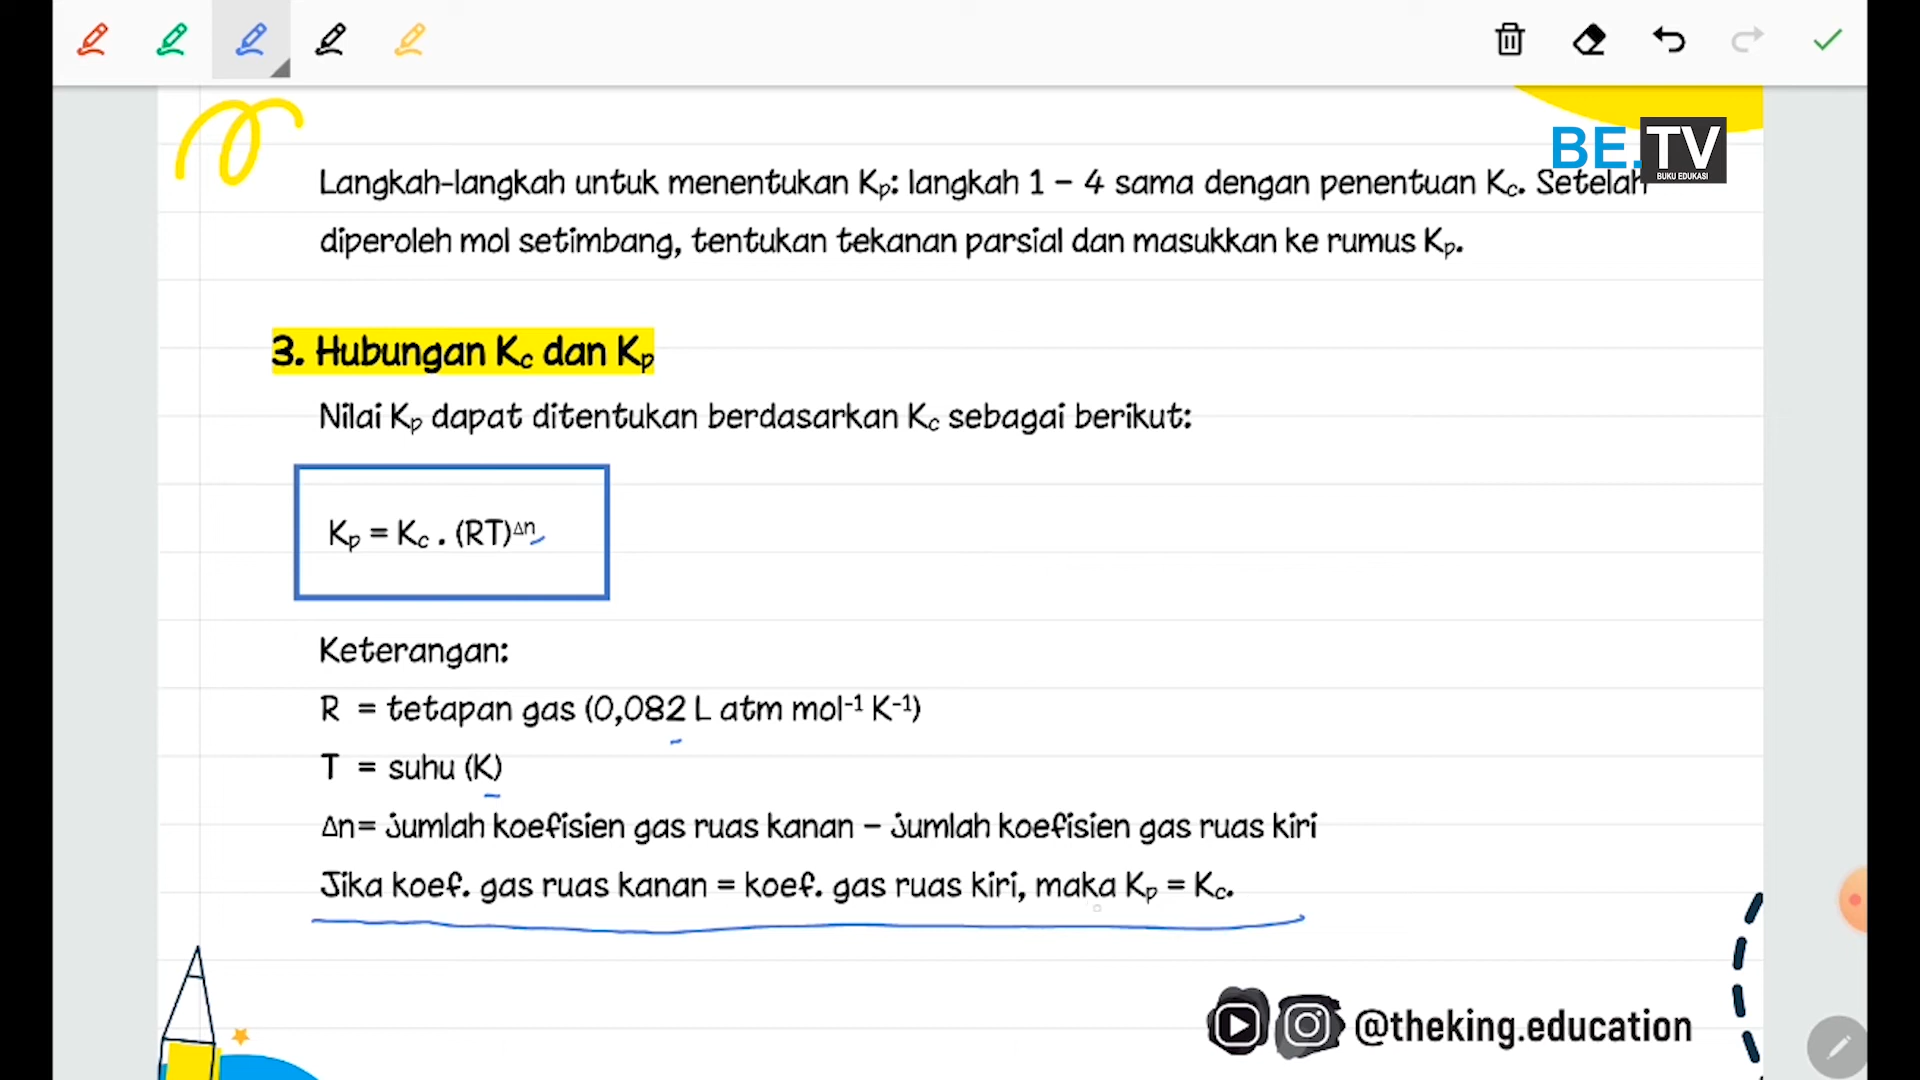 BE.TV
BUKU EDUKASI
Langkah-langkah untuk menentukan Kp: langkah 1 – 4 sama dengan penentuan Kc. Setelah
diperoleh mol setimbang, tentukan tekanan parsial dan masukkan ke rumus Kp.
3. Hubungan Kc dan Kp
Nilai Kp dapat ditentukan berdasarkan Kc sebagai berikut:
Kp = Kc . (RT)^Δn
Keterangan:
R = tetapan gas (0,082 L atm mol⁻¹ K⁻¹)
T = suhu (K)
Δn= jumlah koefisien gas ruas kanan – jumlah koefisien gas ruas kiri
Jika koef. gas ruas kanan = koef. gas ruas kiri, maka Kp = Kc.
@theking.education